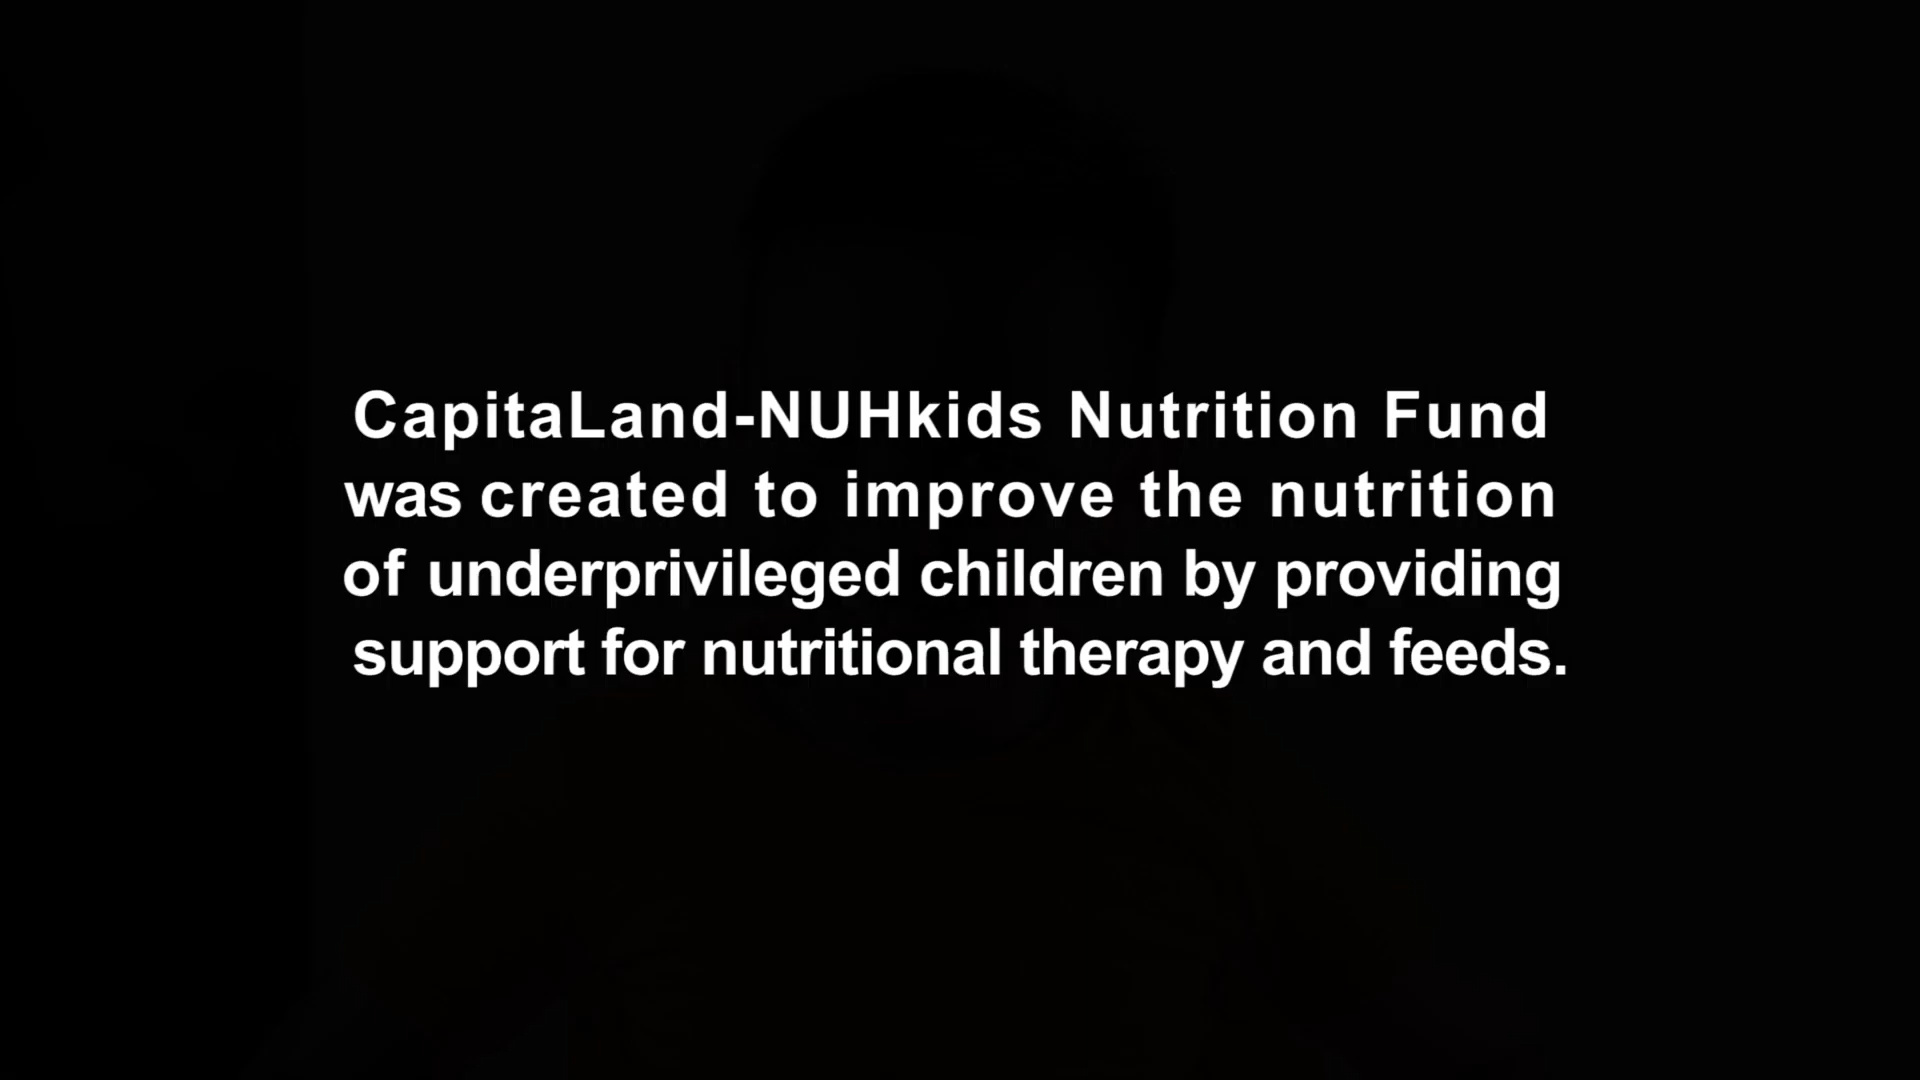 CapitaLand-NUHkids Nutrition Fund
was created to improve the nutrition
of underprivileged children by providing
support for nutritional therapy and feeds.